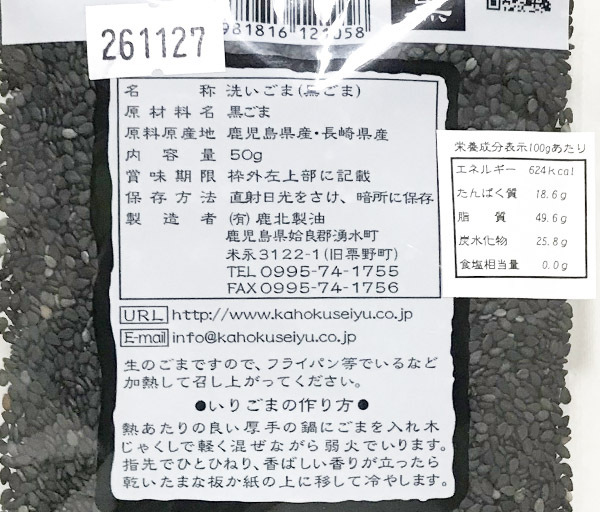 261127
981816 121058
黒
名称 洗いごま(黒ごま)
原材料名 黒ごま
原料原産地 鹿児島県産・長崎県産
内容量 50g
賞味期限 枠外左上部に記載
保存方法 直射日光をさけ、暗所に保存
製造者 (有)鹿北製油
鹿児島県姶良郡湧水町
米永3122-1(旧栗野町)
TEL 0995-74-1755
FAX 0995-74-1756
URL http://www.kahokuseiyu.co.jp
E-mail info@kahokuseiyu.co.jp
生のごまですので、フライパン等でいるなど
加熱して召し上がってください。
●いりごまの作り方●
熱あたりの良い厚手の鍋にごまを入れ木
じゃくしで軽く混ぜながら弱火でいります。
指先でひとひねり、香ばしい香りが立ったら
乾いたまな板か紙の上に移して冷やします。
栄養成分表示100gあたり
エネルギー 624kcal
たんぱく質 18.6g
脂質 49.6g
炭水化物 25.8g
食塩相当量 0.0g